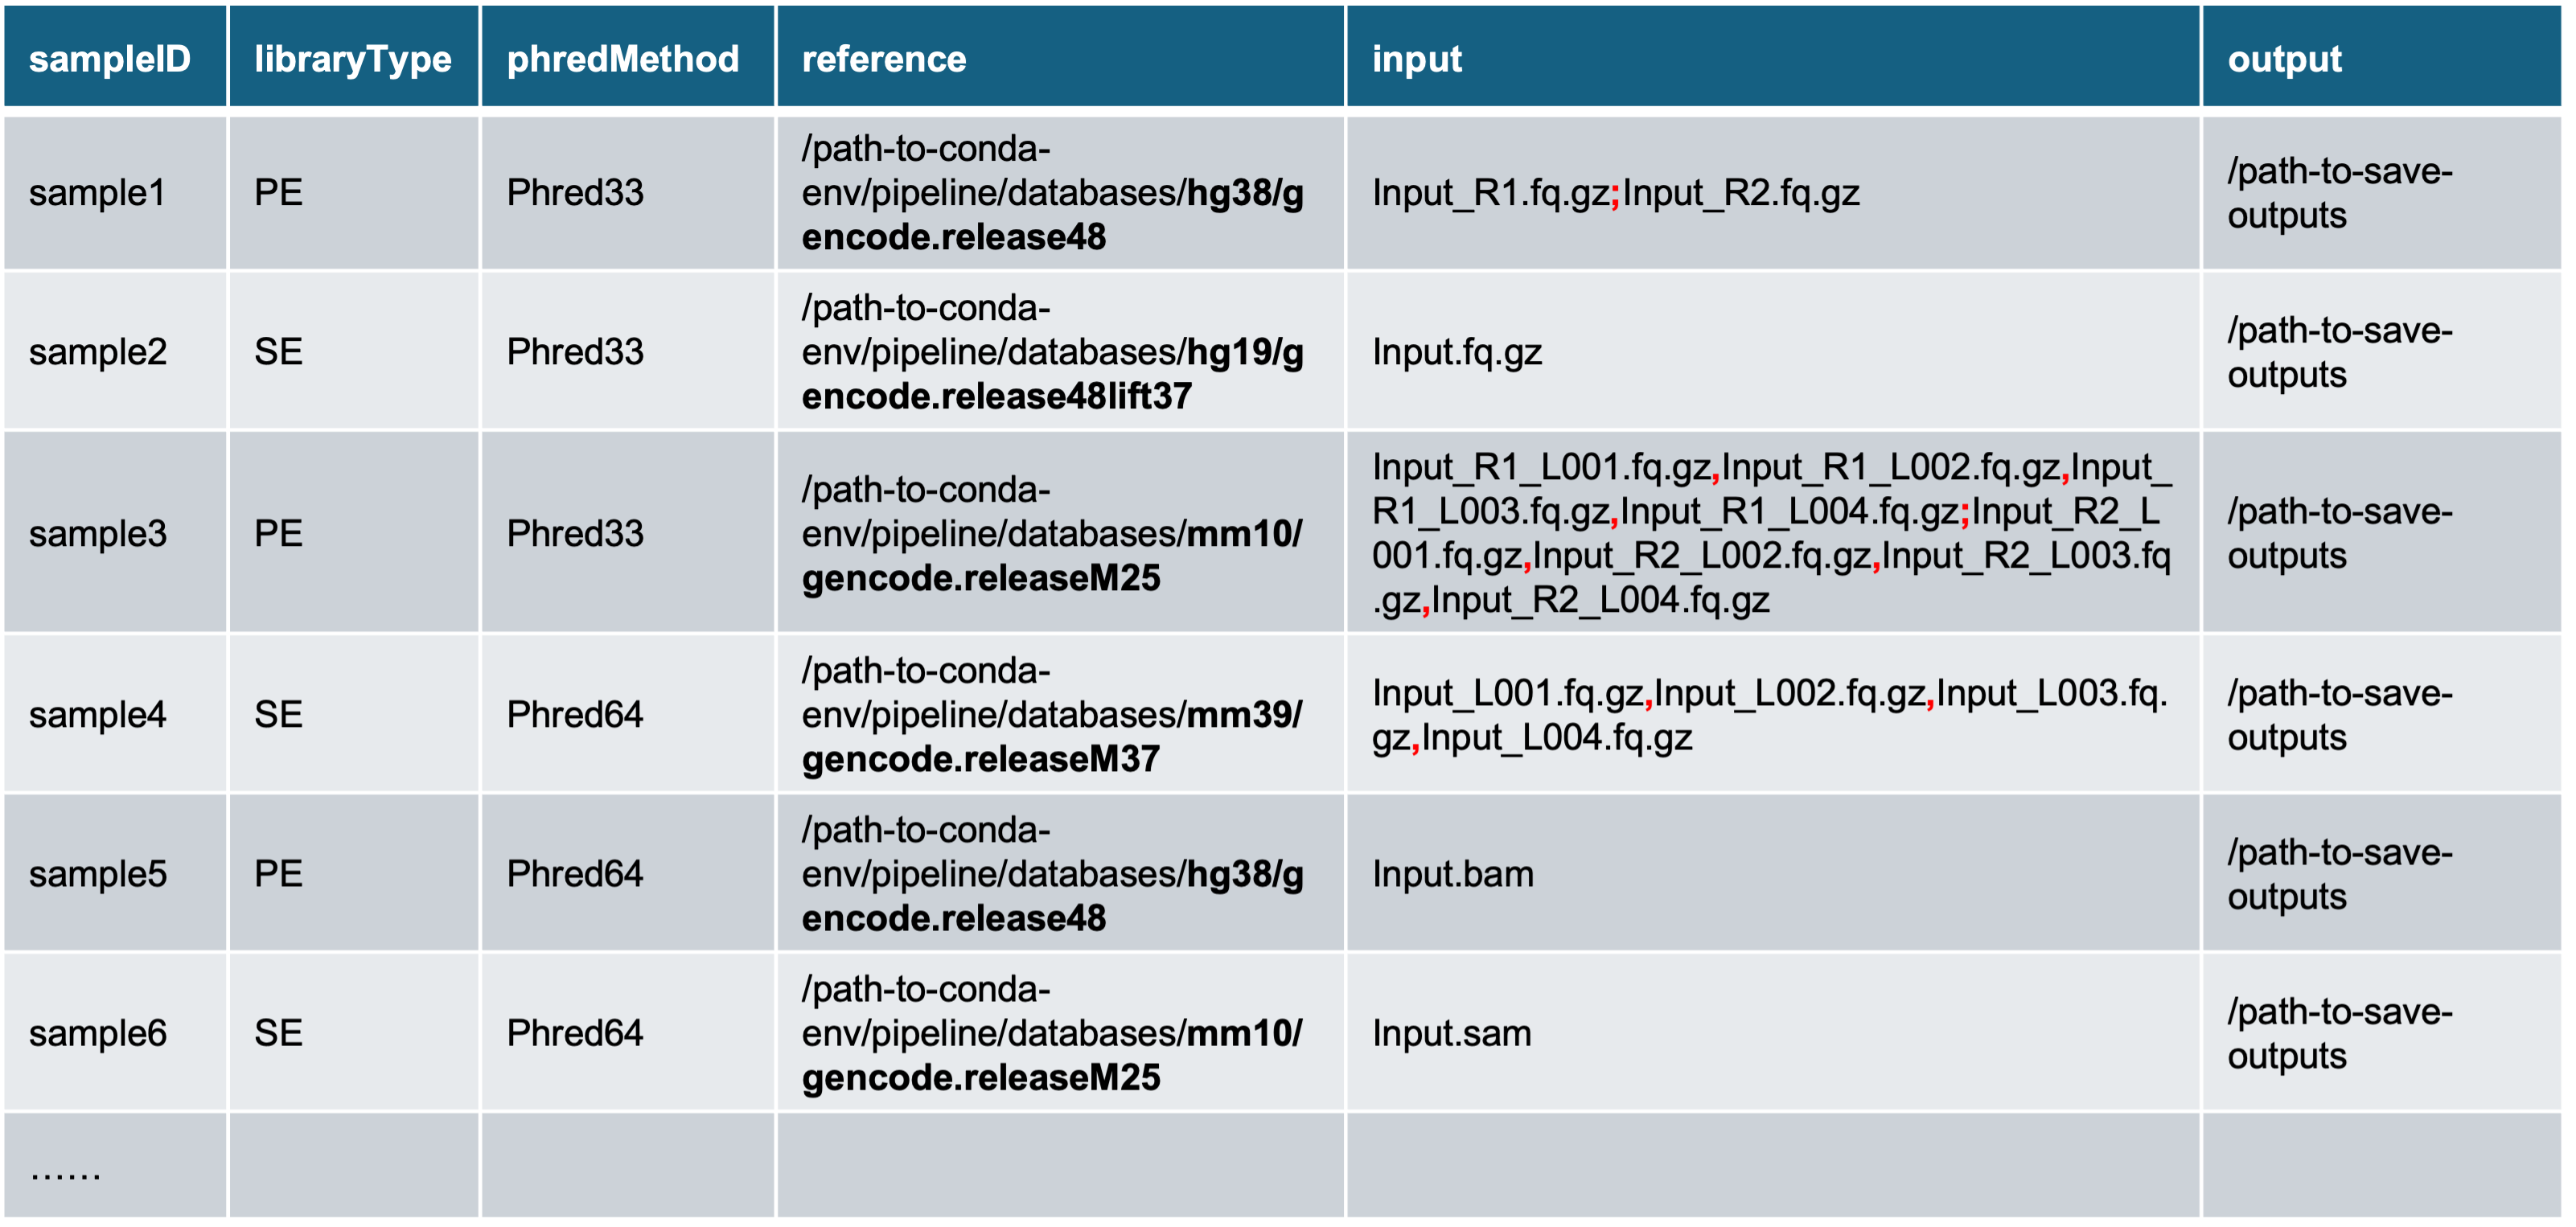 sampleID libraryType phredMethod reference input output
sample1 PE Phred33 /path-to-conda-
env/pipeline/databases/hg38/g
encode.release48 Input_R1.fq.gz;Input_R2.fq.gz /path-to-save-
outputs
sample2 SE Phred33 /path-to-conda-
env/pipeline/databases/hg19/g
encode.release48lift37 Input.fq.gz /path-to-save-
outputs
sample3 PE Phred33 /path-to-conda-
env/pipeline/databases/mm10/
gencode.releaseM25 Input_R1_L001.fq.gz,Input_R1_L002.fq.gz,Input_
R1_L003.fq.gz,Input_R1_L004.fq.gz;Input_R2_L
001.fq.gz,Input_R2_L002.fq.gz,Input_R2_L003.fq
.gz,Input_R2_L004.fq.gz /path-to-save-
outputs
sample4 SE Phred64 /path-to-conda-
env/pipeline/databases/mm39/
gencode.releaseM37 Input_L001.fq.gz,Input_L002.fq.gz,Input_L003.fq.
gz,Input_L004.fq.gz /path-to-save-
outputs
sample5 PE Phred64 /path-to-conda-
env/pipeline/databases/hg38/g
encode.release48 Input.bam /path-to-save-
outputs
sample6 SE Phred64 /path-to-conda-
env/pipeline/databases/mm10/
gencode.releaseM25 Input.sam /path-to-save-
outputs
……